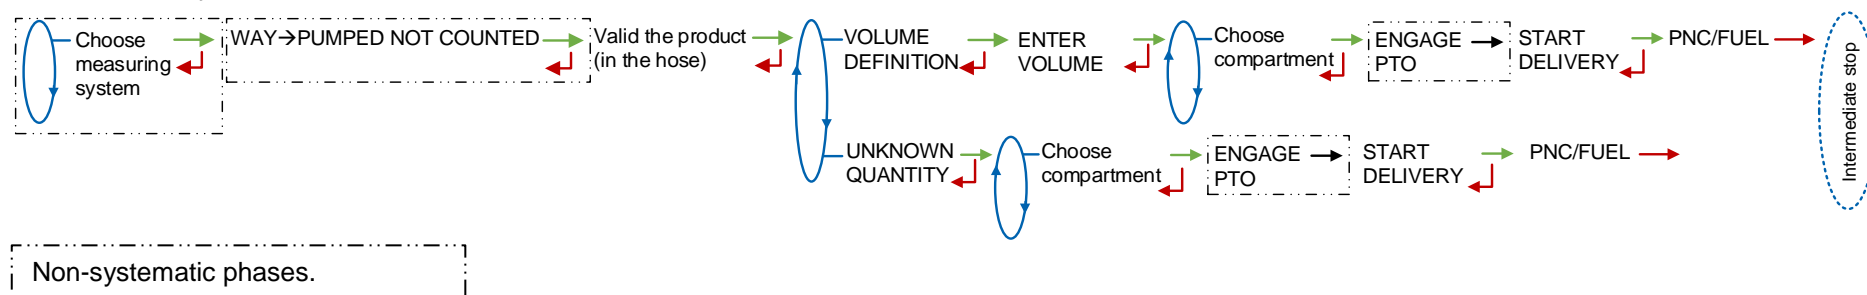 Choose
measuring
system
WAY→PUMPED NOT COUNTED
Valid the product
(in the hose)
VOLUME
DEFINITION
ENTER
VOLUME
Choose
compartment
ENGAGE
PTO
START
DELIVERY
PNC/FUEL
Intermediate stop
UNKNOWN
QUANTITY
Choose
compartment
ENGAGE
PTO
START
DELIVERY
PNC/FUEL
Non-systematic phases.